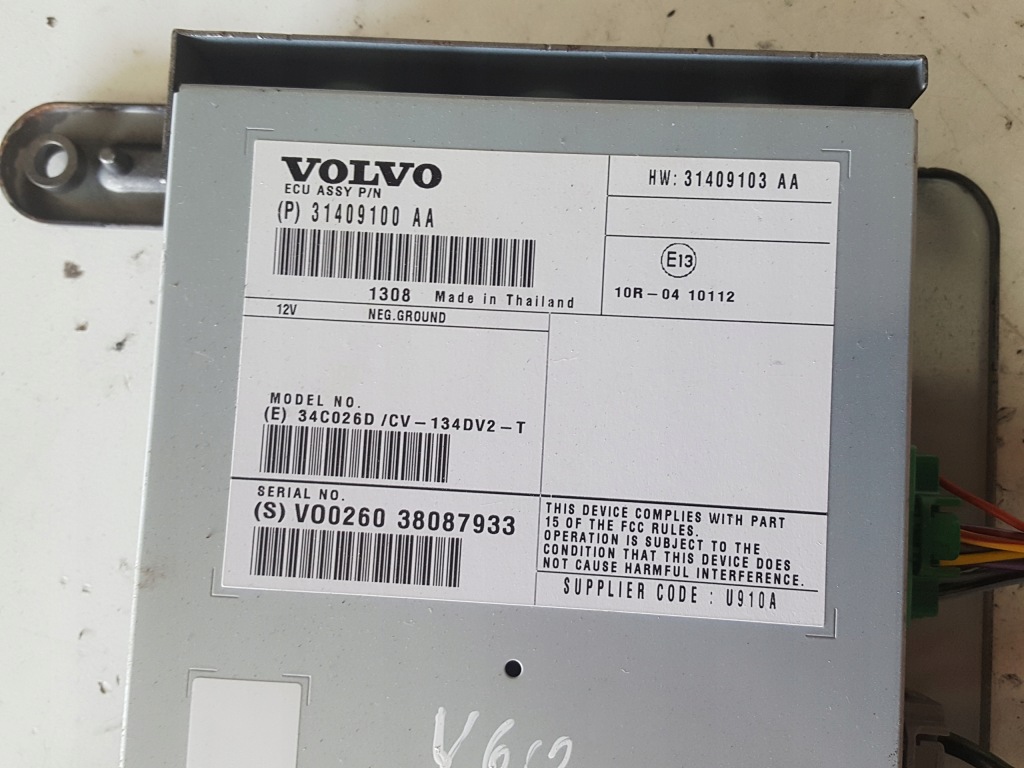 VOLVO
ECU ASSY P/N
(P) 31409100 AA
1308 Made in Thailand
HW: 31409103 AA
E13
10R-04 10112
12V NEG.GROUND
MODEL NO.
(E) 34C026D /CV-134DV2-T
SERIAL NO.
(S) V00260 38087933
THIS DEVICE COMPLIES WITH PART
15 OF THE FCC RULES.
OPERATION IS SUBJECT TO THE
CONDITION THAT THIS DEVICE DOES
NOT CAUSE HARMFUL INTERFERENCE.
SUPPLIER CODE : U910A